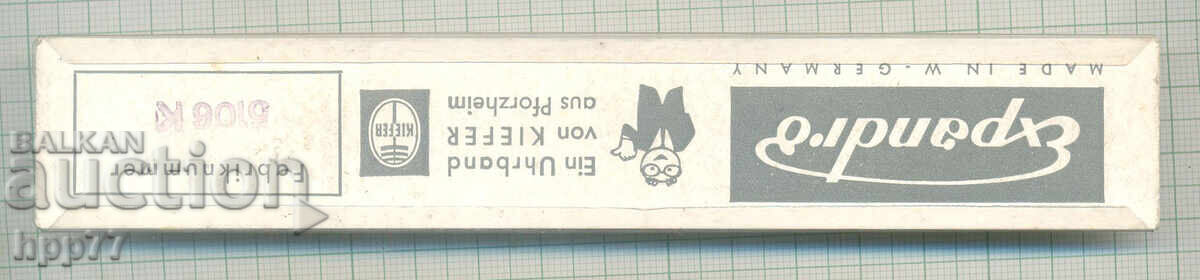 Expandro
MADE IN W-GERMANY
Ein Uhrband
von KIEFER
aus Pforzheim
KIEFER
Fabriknummer
5106 K
BALKAN
auction
hpp77